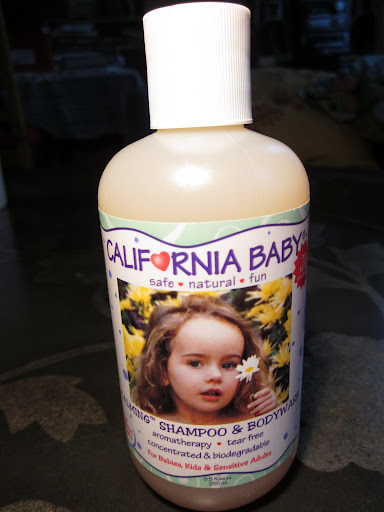 CALIFORNIA BABY
safe • natural • fun
SHAMPOO & BODYWASH
aromatherapy • tear free
concentrated & biodegradable
For Babies, Kids & Sensitive Adults